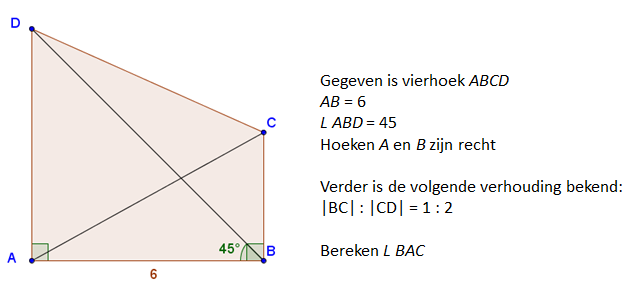 D
C
A
B
45°
6
Gegeven is vierhoek ABCD
AB = 6
L ABD = 45
Hoeken A en B zijn recht
Verder is de volgende verhouding bekend:
|BC| : |CD| = 1 : 2
Bereken L BAC